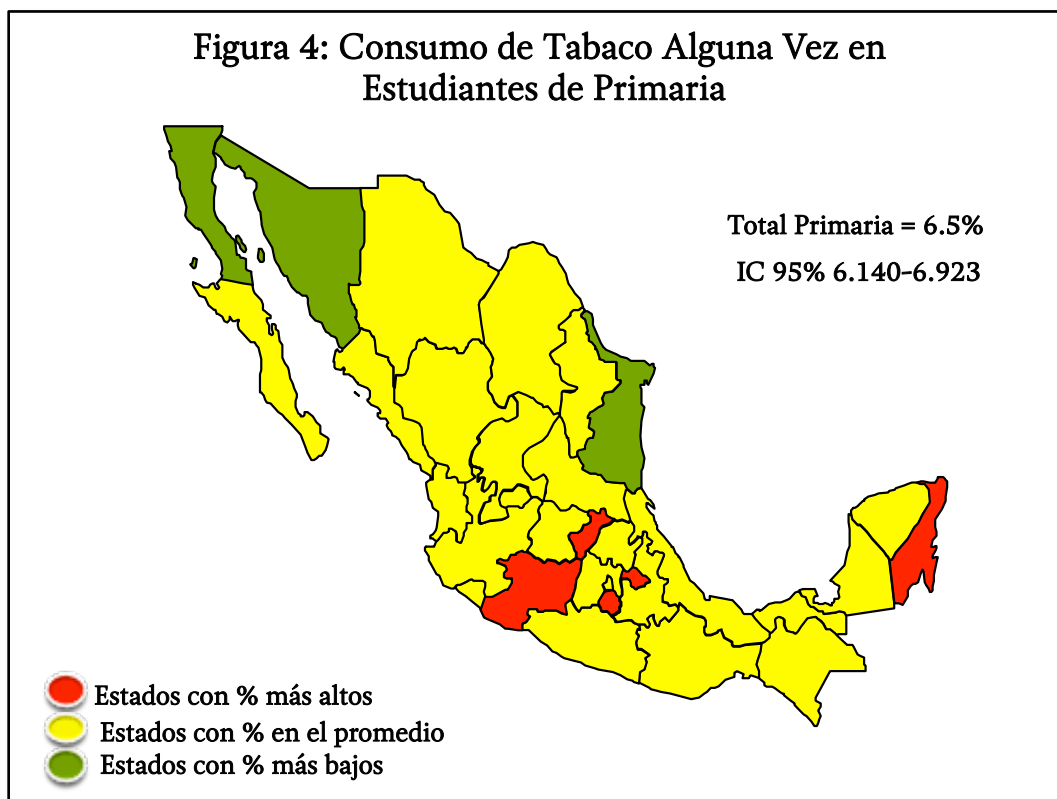 Figura 4: Consumo de Tabaco Alguna Vez en
Estudiantes de Primaria
Total Primaria = 6.5%
IC 95% 6.140-6.923
Estados con % más altos
Estados con % en el promedio
Estados con % más bajos